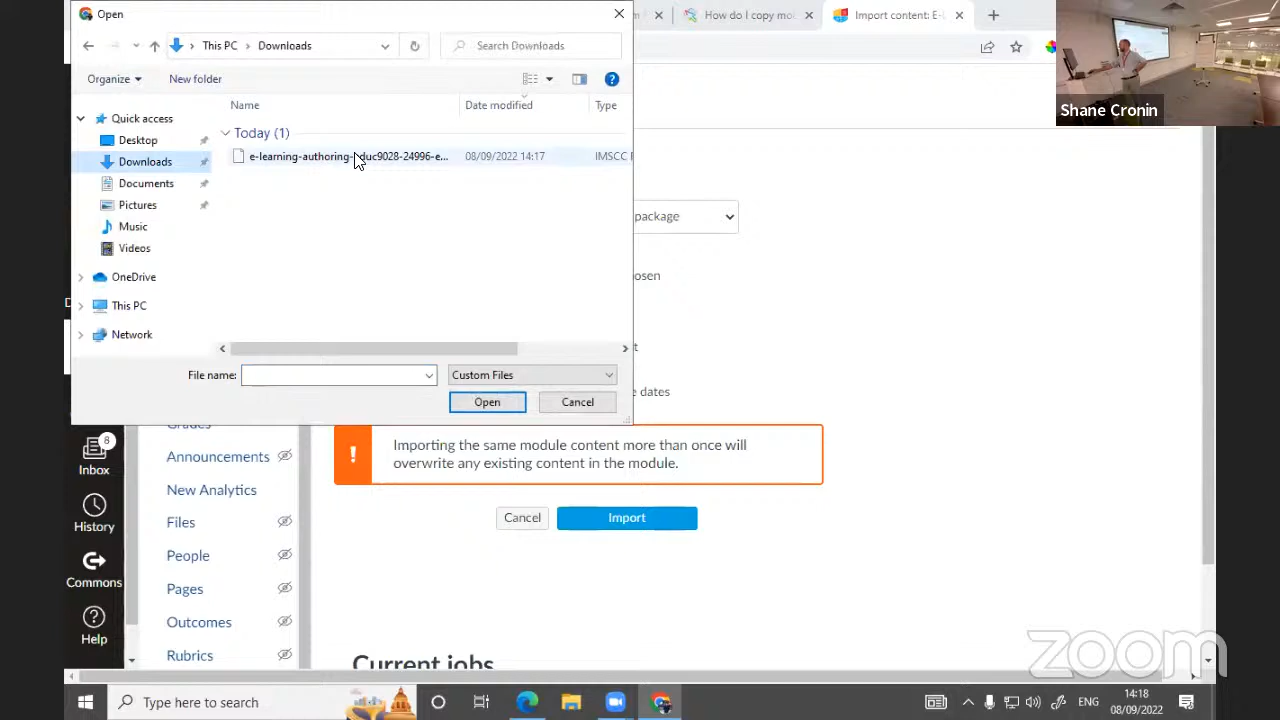 Open
How do I copy mo
Import content: E-L
This PC
Downloads
Search Downloads
Shane Cronin
Organize
New folder
Name
Date modified
Type
Quick access
Today (1)
Desktop
e-learning-authoring-educ9028-24996-e...
08/09/2022 14:17
IMSCC F
Downloads
Documents
Pictures
package
Music
Videos
OneDrive
osen
This PC
Network
t
File name:
Custom Files
e dates
Open
Cancel
Grades
8
Inbox
Announcements
Importing the same module content more than once will
overwrite any existing content in the module.
New Analytics
History
Files
Cancel
Import
People
Commons
Pages
Help
Outcomes
Rubrics
Current jobs
zoom
Type here to search
ENG
14:18
08/09/2022